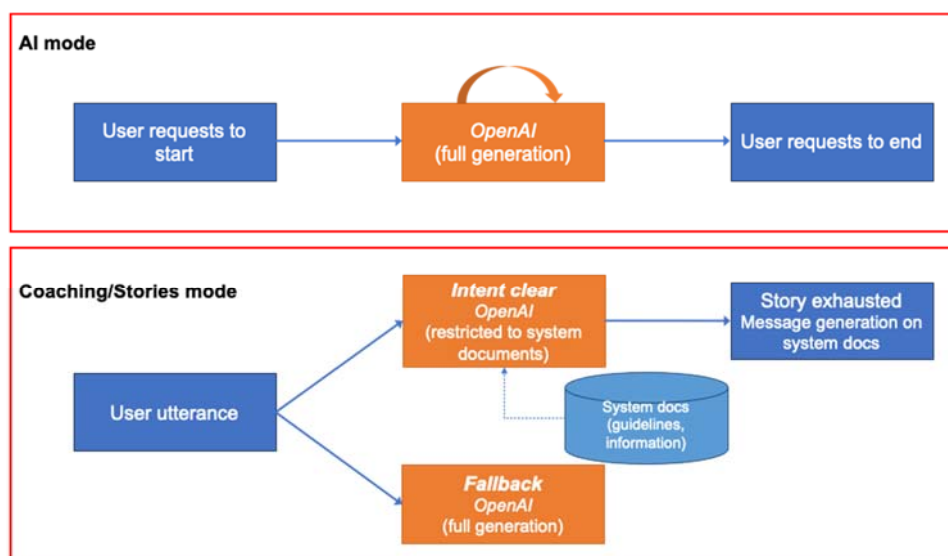 AI mode
User requests to
start
OpenAI
(full generation)
User requests to end
Coaching/Stories mode
User utterance
Intent clear
OpenAI
(restricted to system
documents)
Story exhausted
Message generation on
system docs
System docs
(guidelines,
information)
Fallback
OpenAI
(full generation)